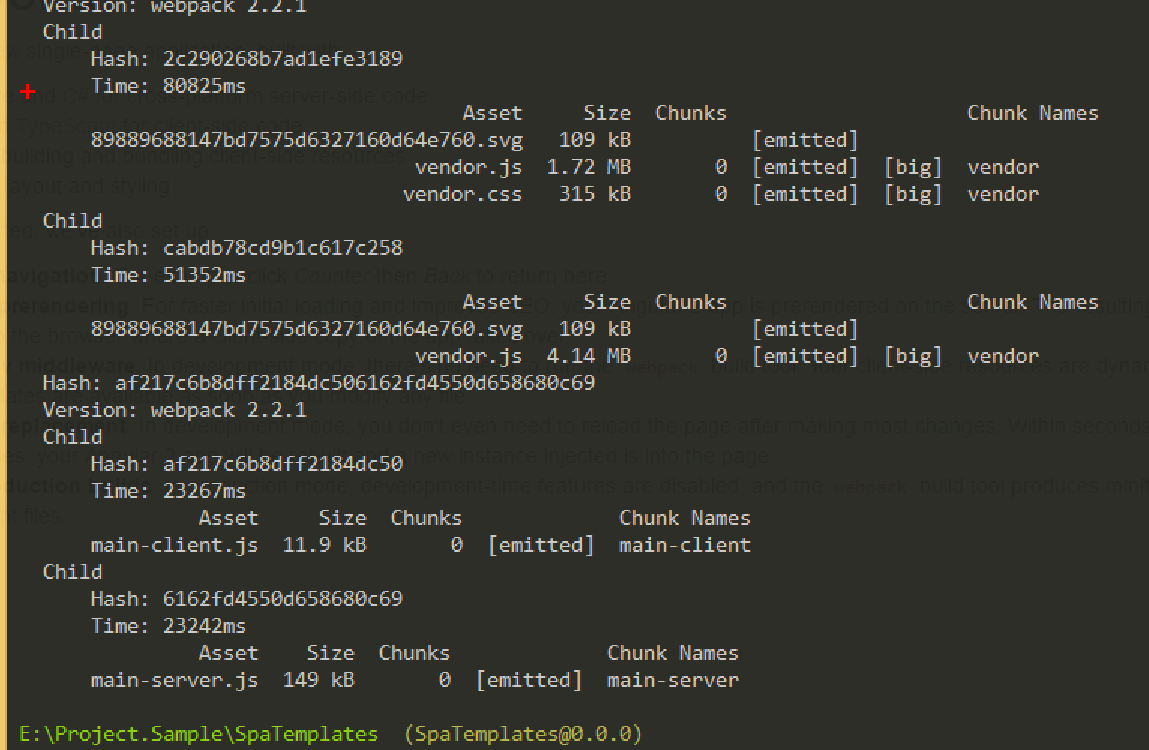 Version: webpack 2.2.1
Child
Hash: 2c290268b7ad1efe3189
Time: 80825ms
Asset Size Chunks Chunk Names
89889688147bd7575d6327160d64e760.svg 109 kB [emitted]
vendor.js 1.72 MB 0 [emitted] [big] vendor
vendor.css 315 kB 0 [emitted] [big] vendor
Child
Hash: cabdb78cd9b1c617c258
Time: 51352ms
Asset Size Chunks Chunk Names
89889688147bd7575d6327160d64e760.svg 109 kB [emitted]
vendor.js 4.14 MB 0 [emitted] [big] vendor
Hash: af217c6b8dff2184dc506162fd4550d658680c69
Version: webpack 2.2.1
Child
Hash: af217c6b8dff2184dc50
Time: 23267ms
Asset Size Chunks Chunk Names
main-client.js 11.9 kB 0 [emitted] main-client
Child
Hash: 6162fd4550d658680c69
Time: 23242ms
Asset Size Chunks Chunk Names
main-server.js 149 kB 0 [emitted] main-server
E:\Project.Sample\SpaTemplates (SpaTemplates@0.0.0)